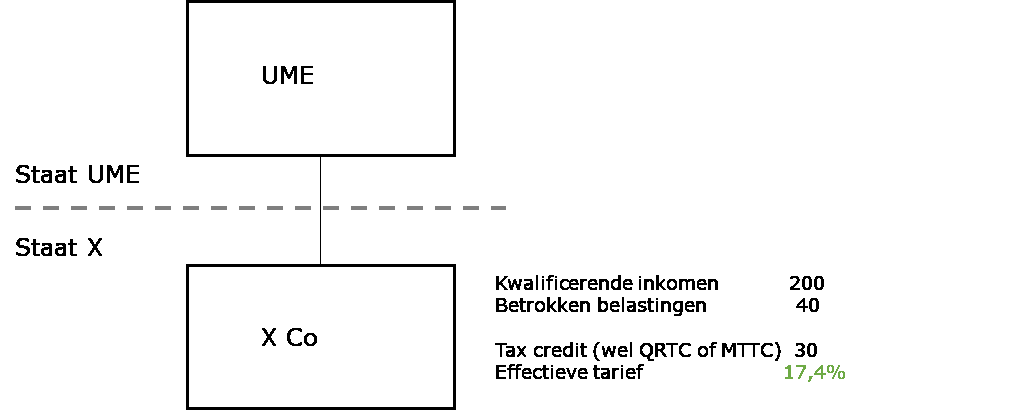 UME
Staat UME
Staat X
X Co
Kwalificerende inkomen 200
Betrokken belastingen 40
Tax credit (wel QRTC of MTTC) 30
Effectieve tarief 17,4%